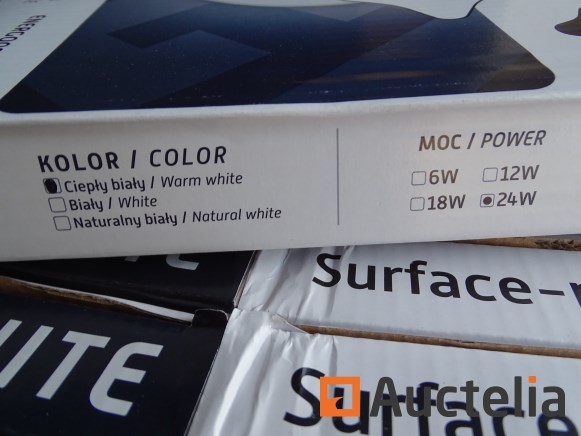 KOLOR / COLOR
Ciepły biały / Warm white
Biały / White
Naturalny biały / Natural white
MOC / POWER
6W 12W
18W 24W
Surface-
Surface
Auctelia